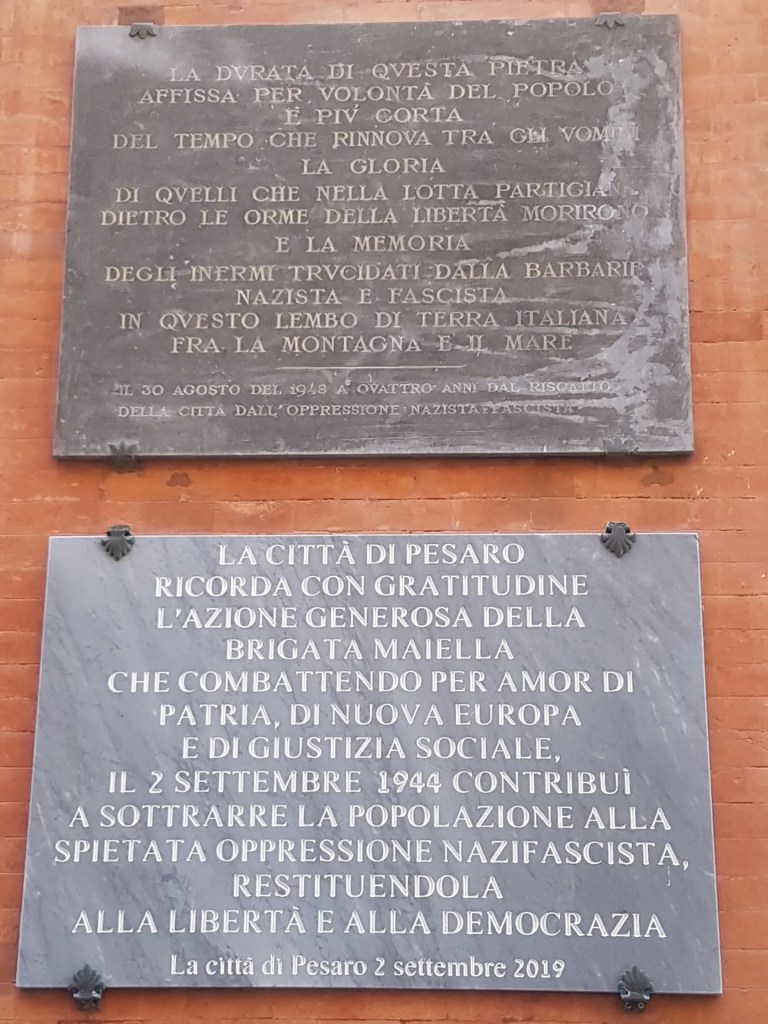 LA DVRATA DI QVESTA PIETRA
AFFISSA PER VOLONTÀ DEL POPOLO
È PIV CORTA
DEL TEMPO CHE RINNOVA TRA GLI VOMINI
LA GLORIA
DI QVELLI CHE NELLA LOTTA PARTIGIANA
DIETRO LE ORME DELLA LIBERTÀ MORIRONO
E LA MEMORIA
DEGLI INERMI TRVCIDATI DALLA BARBARIE
NAZISTA E FASCISTA
IN QVESTO LEMBO DI TERRA ITALIANA
FRA LA MONTAGNA E IL MARE
IL 30 AGOSTO DEL 1948 A QVATTRO ANNI DAL RISCATTO
DELLA CITTÀ DALL'OPPRESSIONE NAZISTA E FASCISTA
LA CITTÀ DI PESARO
RICORDA CON GRATITUDINE
L'AZIONE GENEROSA DELLA
BRIGATA MAIELLA
CHE COMBATTENDO PER AMOR DI
PATRIA, DI NUOVA EUROPA
E DI GIUSTIZIA SOCIALE,
IL 2 SETTEMBRE 1944 CONTRIBUÌ
A SOTTRARRE LA POPOLAZIONE ALLA
SPIETATA OPPRESSIONE NAZIFASCISTA,
RESTITUENDOLA
ALLA LIBERTÀ E ALLA DEMOCRAZIA
La città di Pesaro 2 settembre 2019